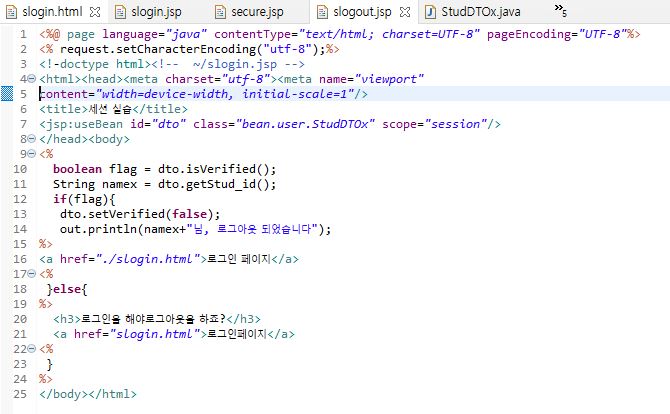 slogin.html slogin.jsp secure.jsp slogout.jsp StudDTOx.java »5
1 <%@ page language="java" contentType="text/html; charset=UTF-8" pageEncoding="UTF-8"%>
2 <% request.setCharacterEncoding("utf-8");%>
3 <!-doctype html><!--  ~/slogin.jsp -->
4 <html><head><meta charset="utf-8"><meta name="viewport"
5 content="width=device-width, initial-scale=1"/>
6 <title>세션 실습</title>
7 <jsp:useBean id="dto" class="bean.user.StudDTOx" scope="session"/>
8 </head><body>
9 <%
10 boolean flag = dto.isVerified();
11 String namex = dto.getStud_id();
12 if(flag){
13 dto.setVerified(false);
14 out.println(namex+"님, 로그아웃 되었습니다");
15 %>
16 <a href="./slogin.html">로그인 페이지</a>
17 <%
18 }else{
19 %>
20 <h3>로그인을 해야로그아웃을 하죠?</h3>
21 <a href="slogin.html">로그인페이지</a>
22 <%
23 }
24 %>
25 </body></html>